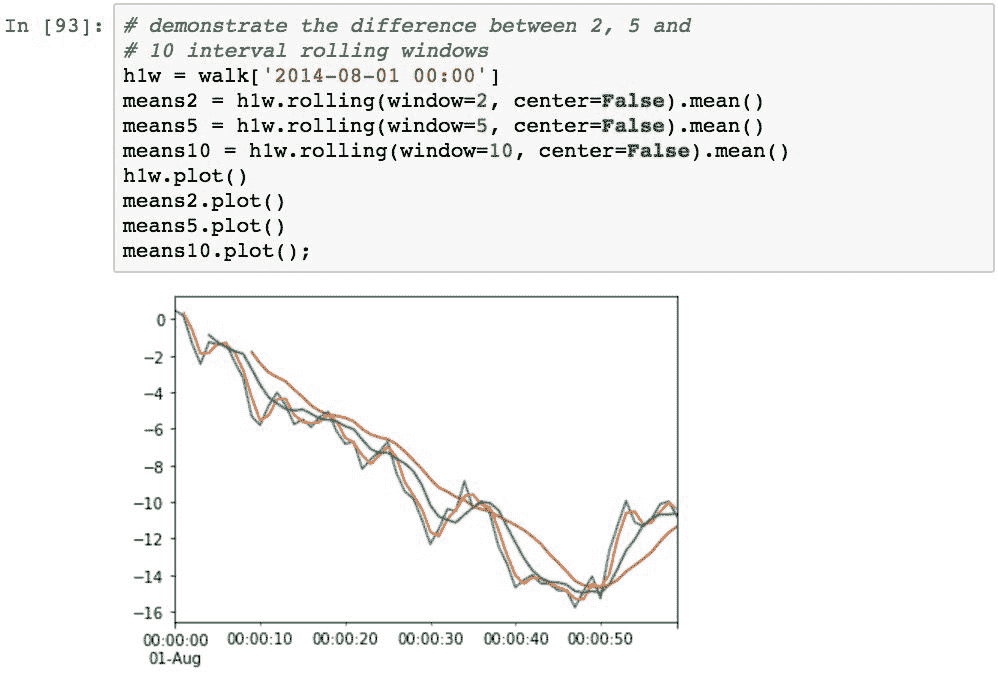 In [93]: # demonstrate the difference between 2, 5 and
# 10 interval rolling windows
h1w = walk['2014-08-01 00:00']
means2 = h1w.rolling(window=2, center=False).mean()
means5 = h1w.rolling(window=5, center=False).mean()
means10 = h1w.rolling(window=10, center=False).mean()
h1w.plot()
means2.plot()
means5.plot()
means10.plot();
0
−2
−4
−6
−8
−10
−12
−14
−16
00:00:00 00:00:10 00:00:20 00:00:30 00:00:40 00:00:50
01-Aug